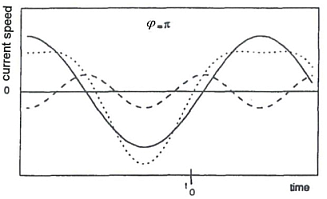 φ=π
current speed
0
t0
time